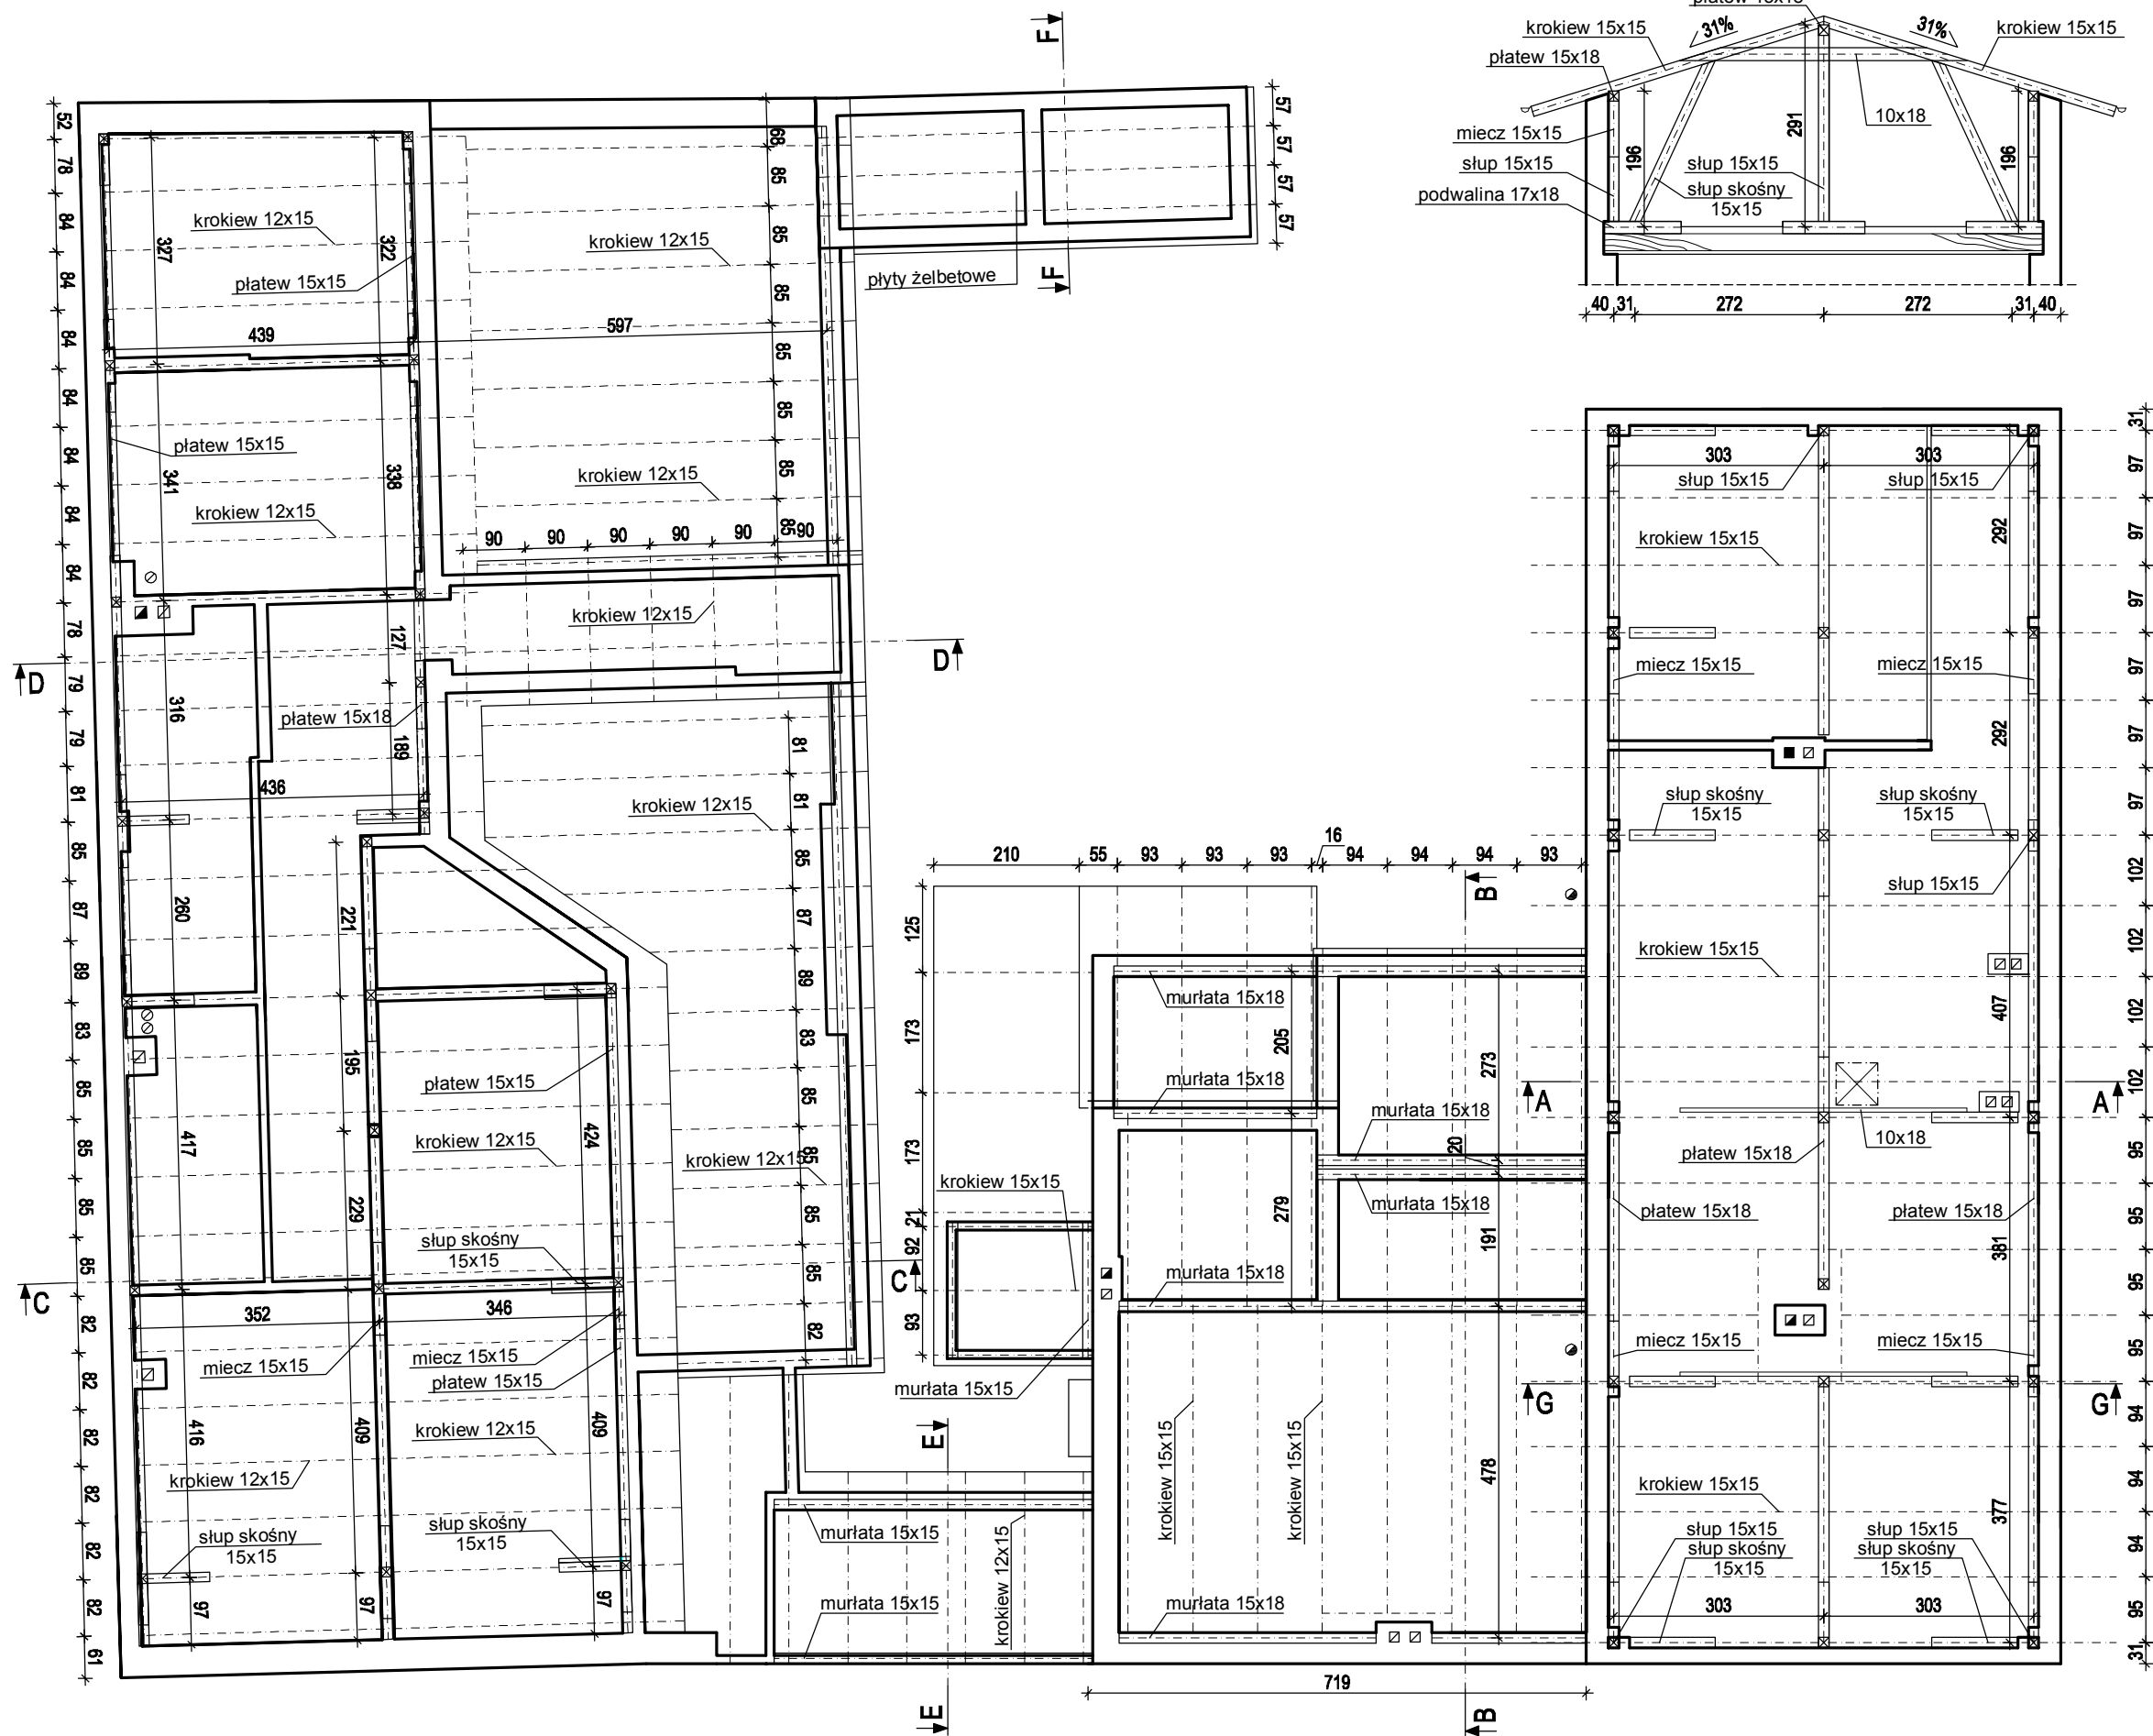 płatew 15x18
krokiew 15x15
31%
31%
krokiew 15x15
płatew 15x18
10x18
miecz 15x15
291
196
196
słup 15x15
słup 15x15
słup skośny
15x15
podwalina 17x18
40
31
272
272
31
40
F
F
52
78
84
84
84
84
84
84
84
78
79
79
81
85
87
89
83
85
85
85
85
82
82
82
82
82
82
61
krokiew 12x15
327
322
płatew 15x15
439
597
68
85
85
85
85
85
85
85
krokiew 12x15
płyty żelbetowe
57
57
57
57
płatew 15x15
341
338
krokiew 12x15
krokiew 12x15
90
90
90
90
90
90
krokiew 12x15
127
D
D
316
płatew 15x18
189
436
81
81
85
87
89
83
85
85
85
85
82
krokiew 12x15
260
221
195
płatew 15x15
krokiew 12x15
424
417
229
krokiew 12x15
słup skośny
15x15
C
C
352
346
miecz 15x15
miecz 15x15
płatew 15x15
krokiew 12x15
416
409
409
krokiew 12x15
słup skośny
15x15
słup skośny
15x15
97
97
97
210
55
93
93
93
16
94
94
94
93
B
125
173
173
21
92
93
murłata 15x18
205
273
murłata 15x18
murłata 15x18
20
krokiew 15x15
murłata 15x18
279
191
murłata 15x18
murłata 15x15
E
krokiew 15x15
krokiew 15x15
478
murłata 15x15
krokiew 12x15
murłata 15x15
murłata 15x18
719
E
B
31
97
97
97
97
97
97
102
102
102
102
95
95
95
95
94
94
94
95
31
303
303
słup 15x15
słup 15x15
krokiew 15x15
292
miecz 15x15
miecz 15x15
292
słup skośny
15x15
słup skośny
15x15
słup 15x15
krokiew 15x15
407
A
A
10x18
płatew 15x18
płatew 15x18
płatew 15x18
381
miecz 15x15
miecz 15x15
G
G
krokiew 15x15
377
słup 15x15
słup skośny
15x15
słup 15x15
słup skośny
15x15
303
303